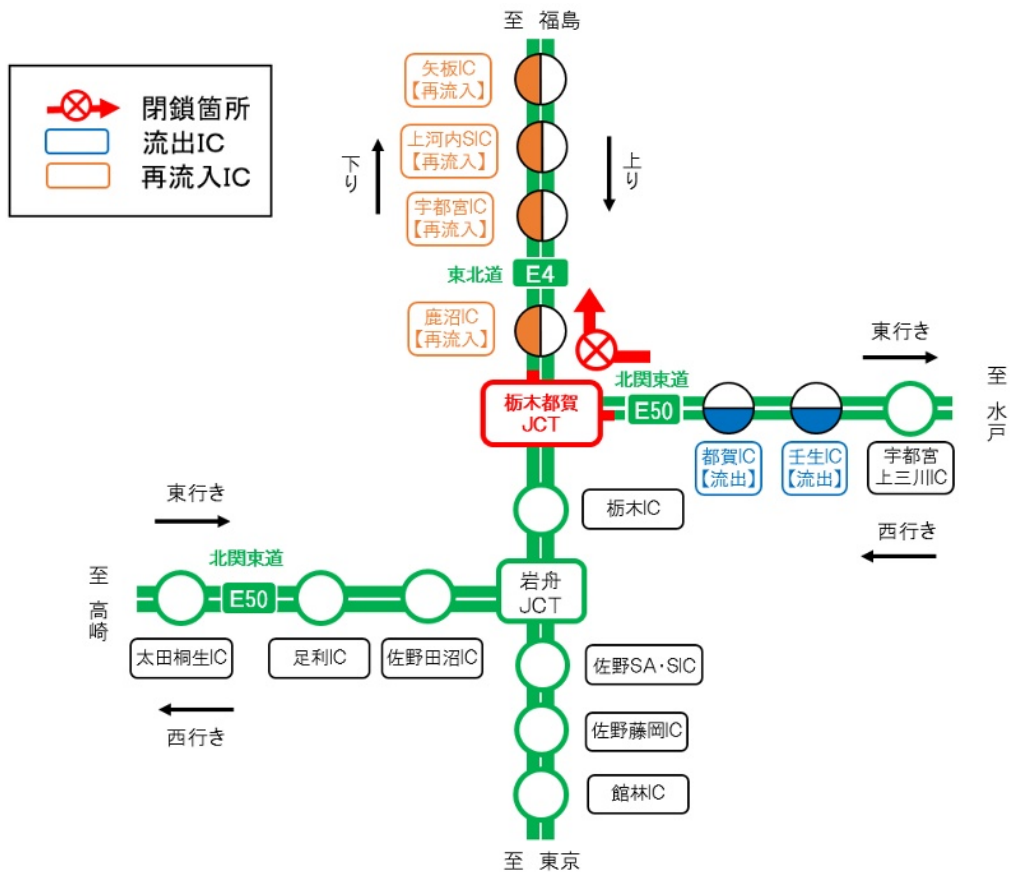 至 福島
閉鎖箇所
流出IC
再流入IC
矢板IC
【再流入】
上河内SIC
【再流入】
宇都宮IC
【再流入】
下り
上り
東北道
E4
鹿沼IC
【再流入】
東行き
北関東道
E50
至 水戸
栃木都賀
JCT
都賀IC
【流出】
壬生IC
【流出】
宇都宮
上三川IC
西行き
栃木IC
東行き
北関東道
E50
至 高崎
岩舟
JCT
太田桐生IC
足利IC
佐野田沼IC
佐野SA・SIC
西行き
佐野藤岡IC
館林IC
至 東京